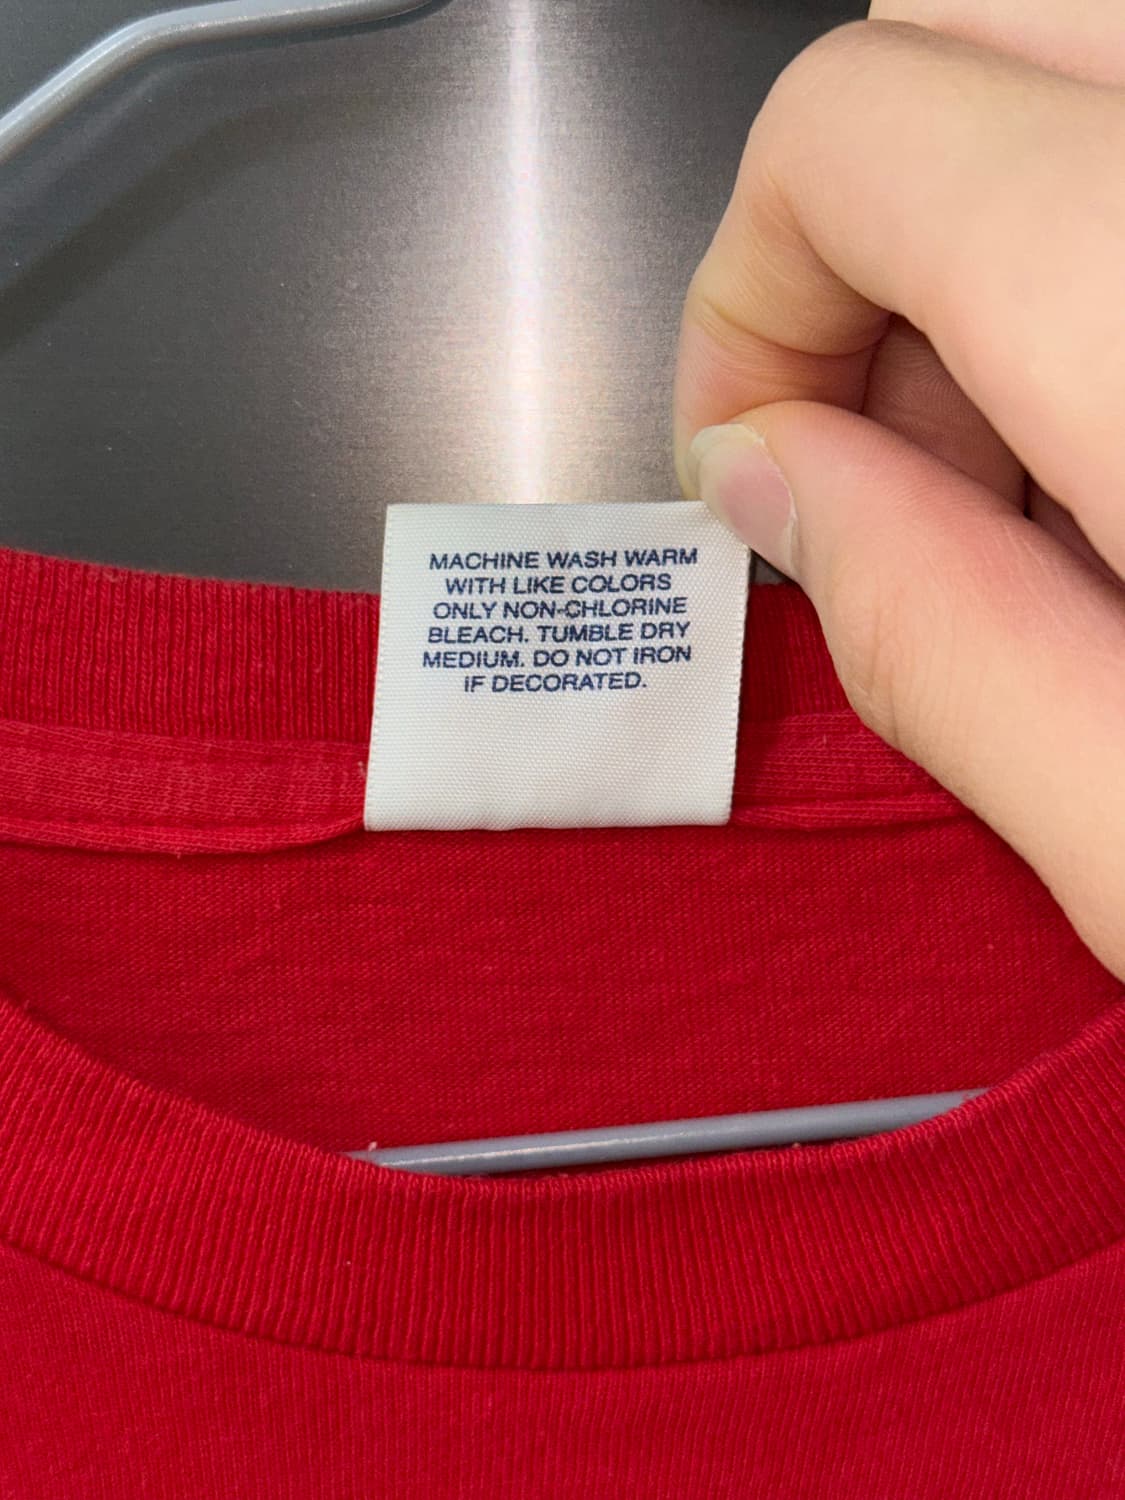 MACHINE WASH WARM
WITH LIKE COLORS
ONLY NON-CHLORINE
BLEACH. TUMBLE DRY
MEDIUM. DO NOT IRON
IF DECORATED.